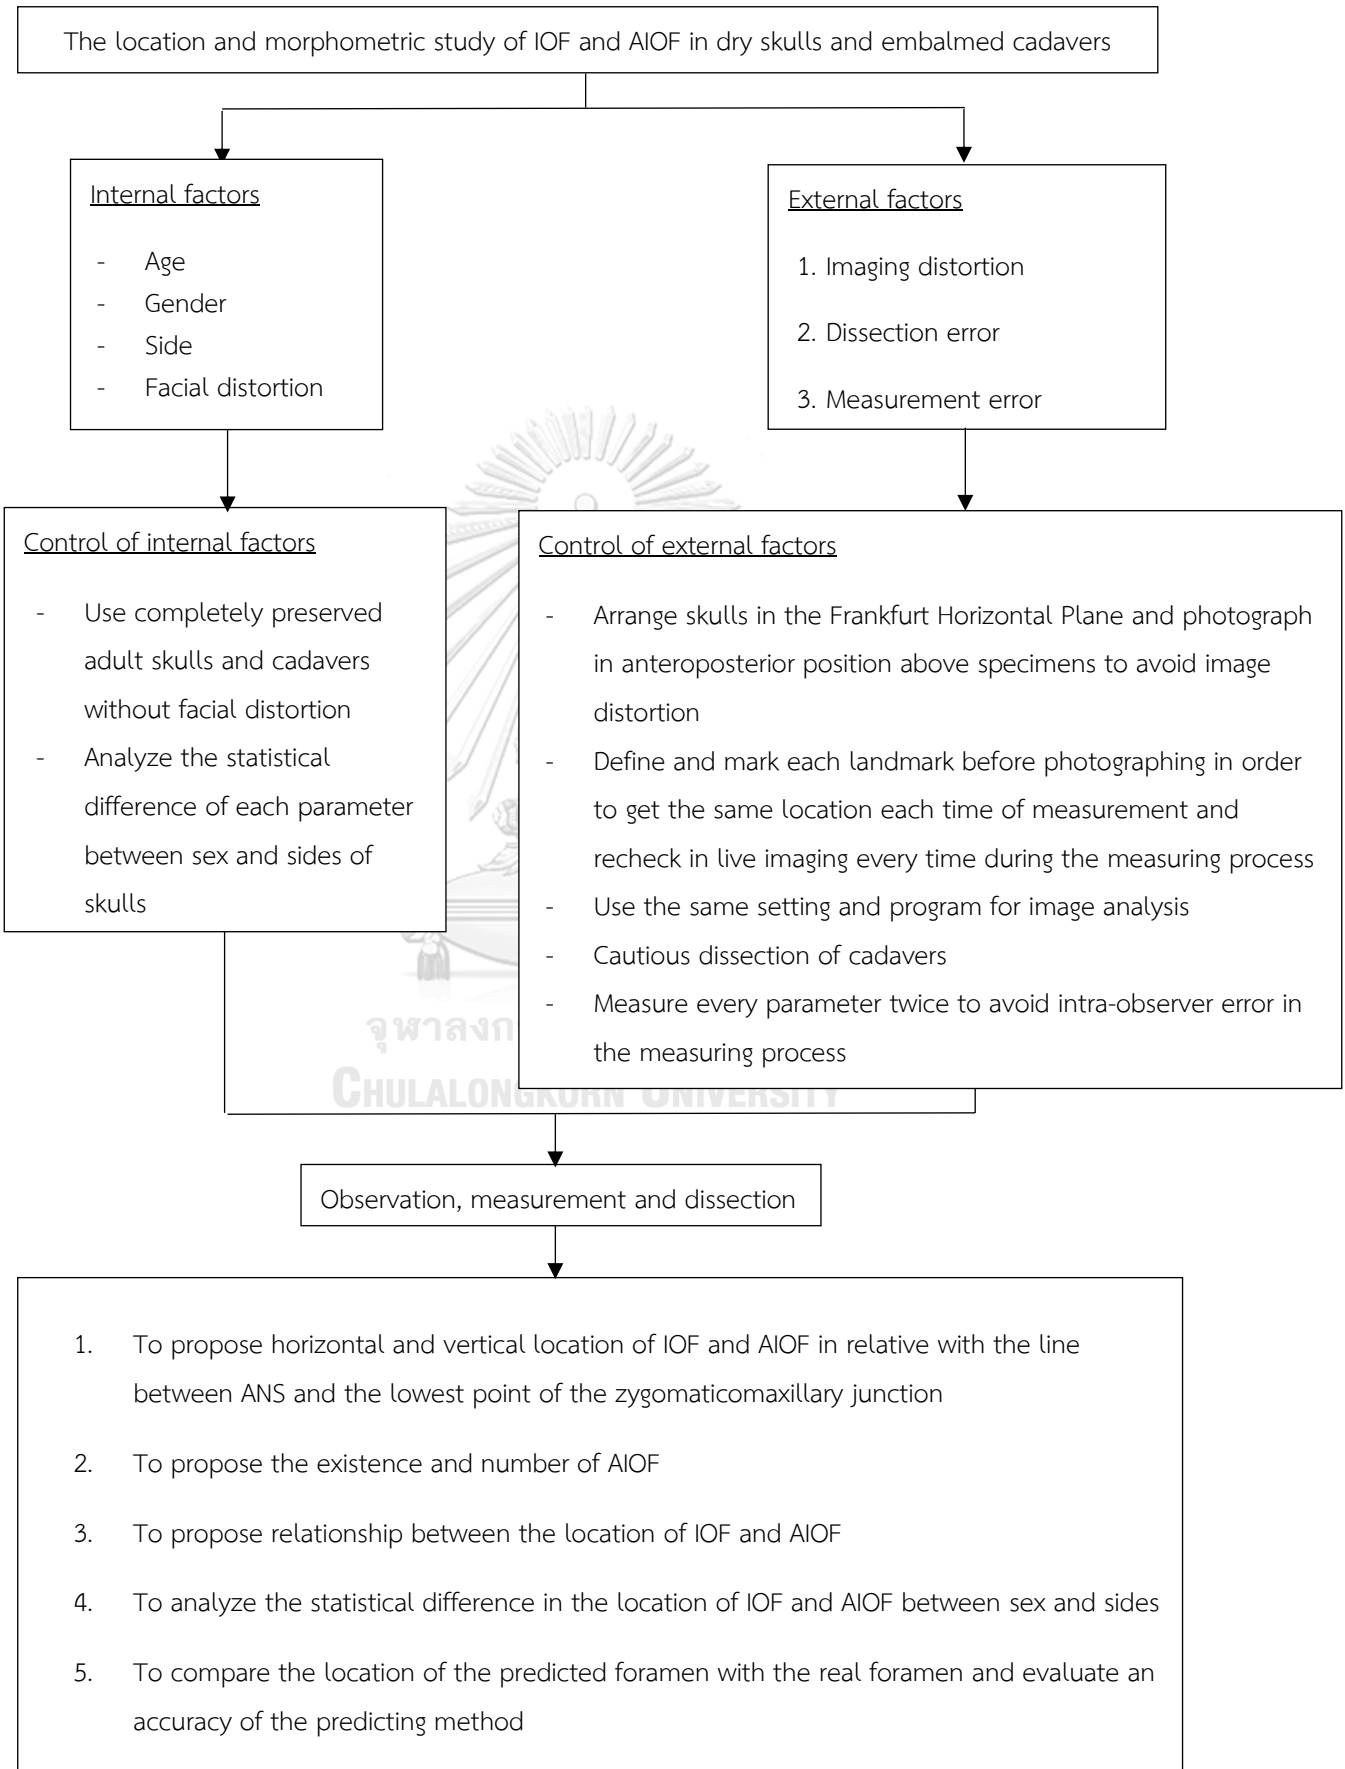 The location and morphometric study of IOF and AIOF in dry skulls and embalmed cadavers
Internal factors
- Age
- Gender
- Side
- Facial distortion
External factors
1. Imaging distortion
2. Dissection error
3. Measurement error
Control of internal factors
- Use completely preserved
adult skulls and cadavers
without facial distortion
- Analyze the statistical
difference of each parameter
between sex and sides of
skulls
Control of external factors
- Arrange skulls in the Frankfurt Horizontal Plane and photograph
in anteroposterior position above specimens to avoid image
distortion
- Define and mark each landmark before photographing in order
to get the same location each time of measurement and
recheck in live imaging every time during the measuring process
- Use the same setting and program for image analysis
- Cautious dissection of cadavers
- Measure every parameter twice to avoid intra-observer error in
the measuring process
จุฬาลงก
CHULALONGKORN UNIVERSITY
Observation, measurement and dissection
1. To propose horizontal and vertical location of IOF and AIOF in relative with the line
between ANS and the lowest point of the zygomaticomaxillary junction
2. To propose the existence and number of AIOF
3. To propose relationship between the location of IOF and AIOF
4. To analyze the statistical difference in the location of IOF and AIOF between sex and sides
5. To compare the location of the predicted foramen with the real foramen and evaluate an
accuracy of the predicting method